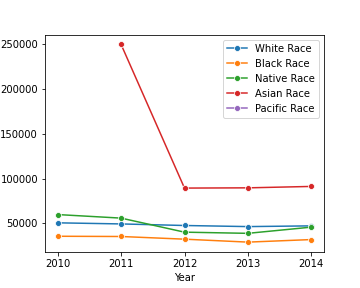 250000
200000
150000
100000
50000
2010 2011 2012 2013 2014
Year
White Race
Black Race
Native Race
Asian Race
Pacific Race